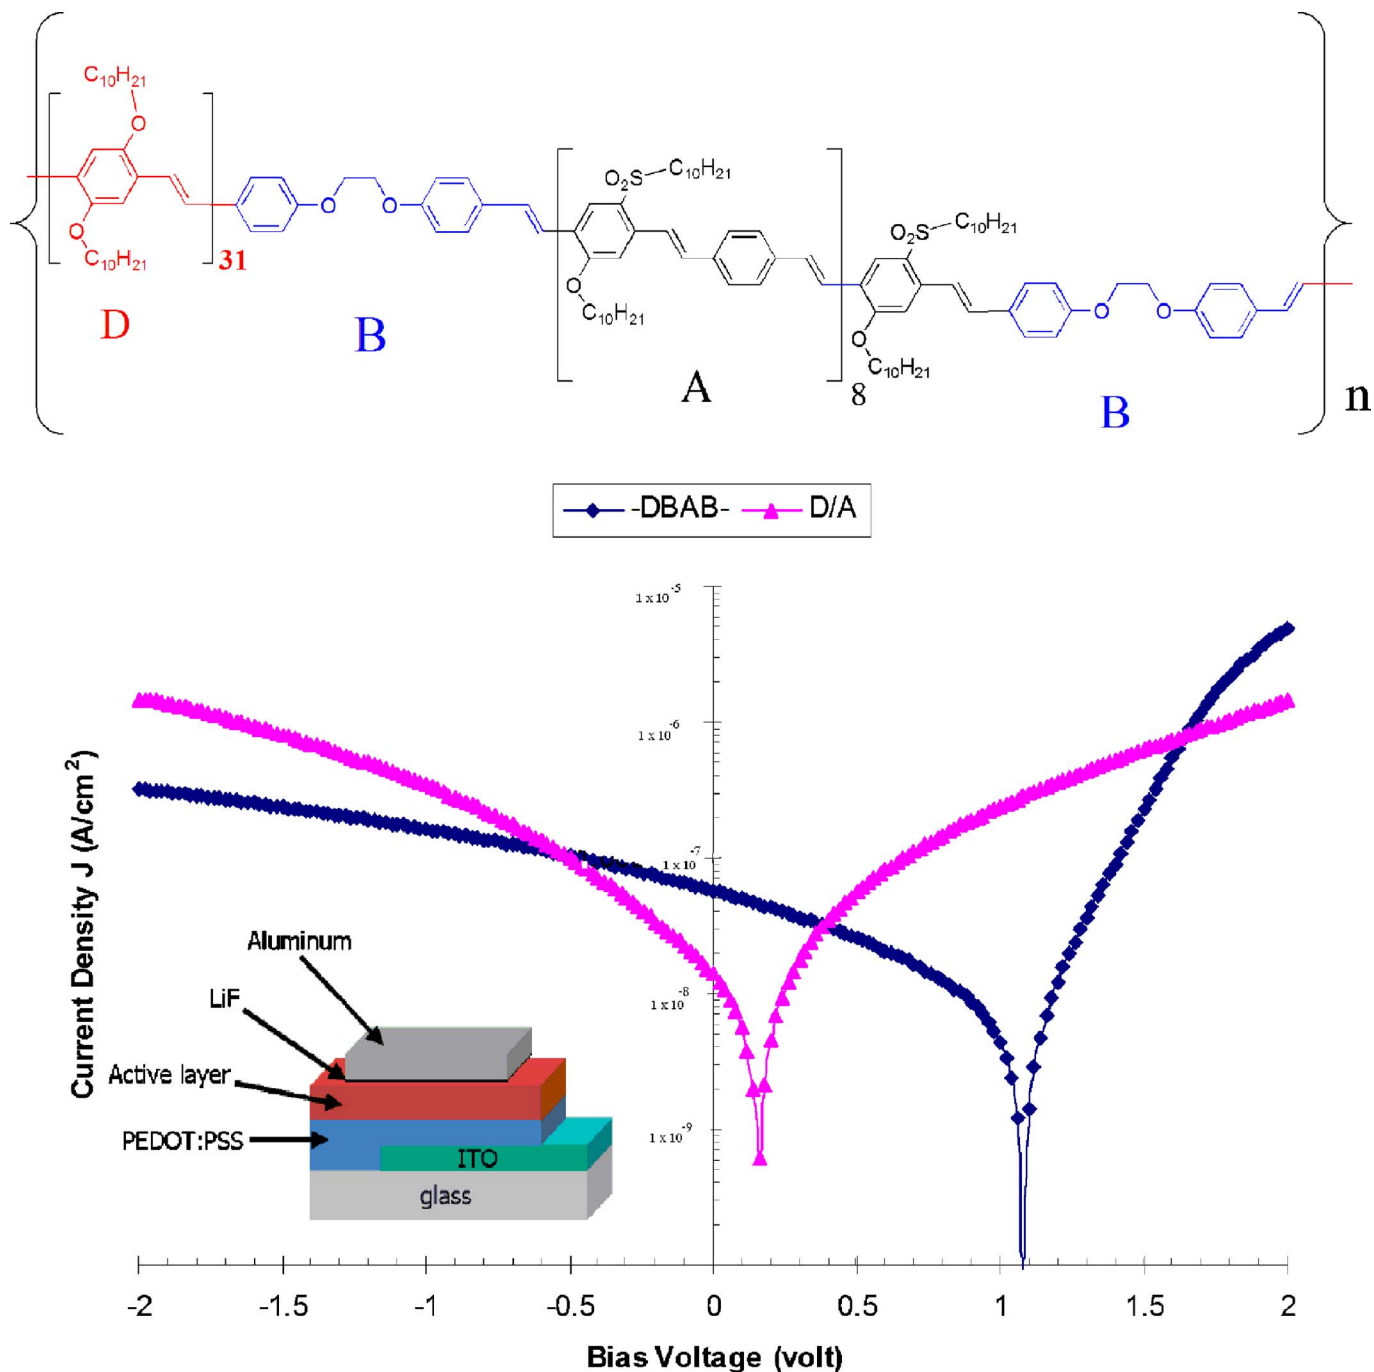 C10H21
O
O
C10H21
31
D
O
O
B
O2S
C10H21
O
C10H21
A
8
O2S
C10H21
O
C10H21
O
O
B
n
-DBAB-
D/A
1 x 10^-5
1 x 10^-6
1 x 10^-7
1 x 10^-8
1 x 10^-9
Current Density J (A/cm²)
Aluminum
LiF
Active layer
PEDOT:PSS
ITO
glass
-2 -1.5 -1 -0.5 0 0.5 1 1.5 2
Bias Voltage (volt)